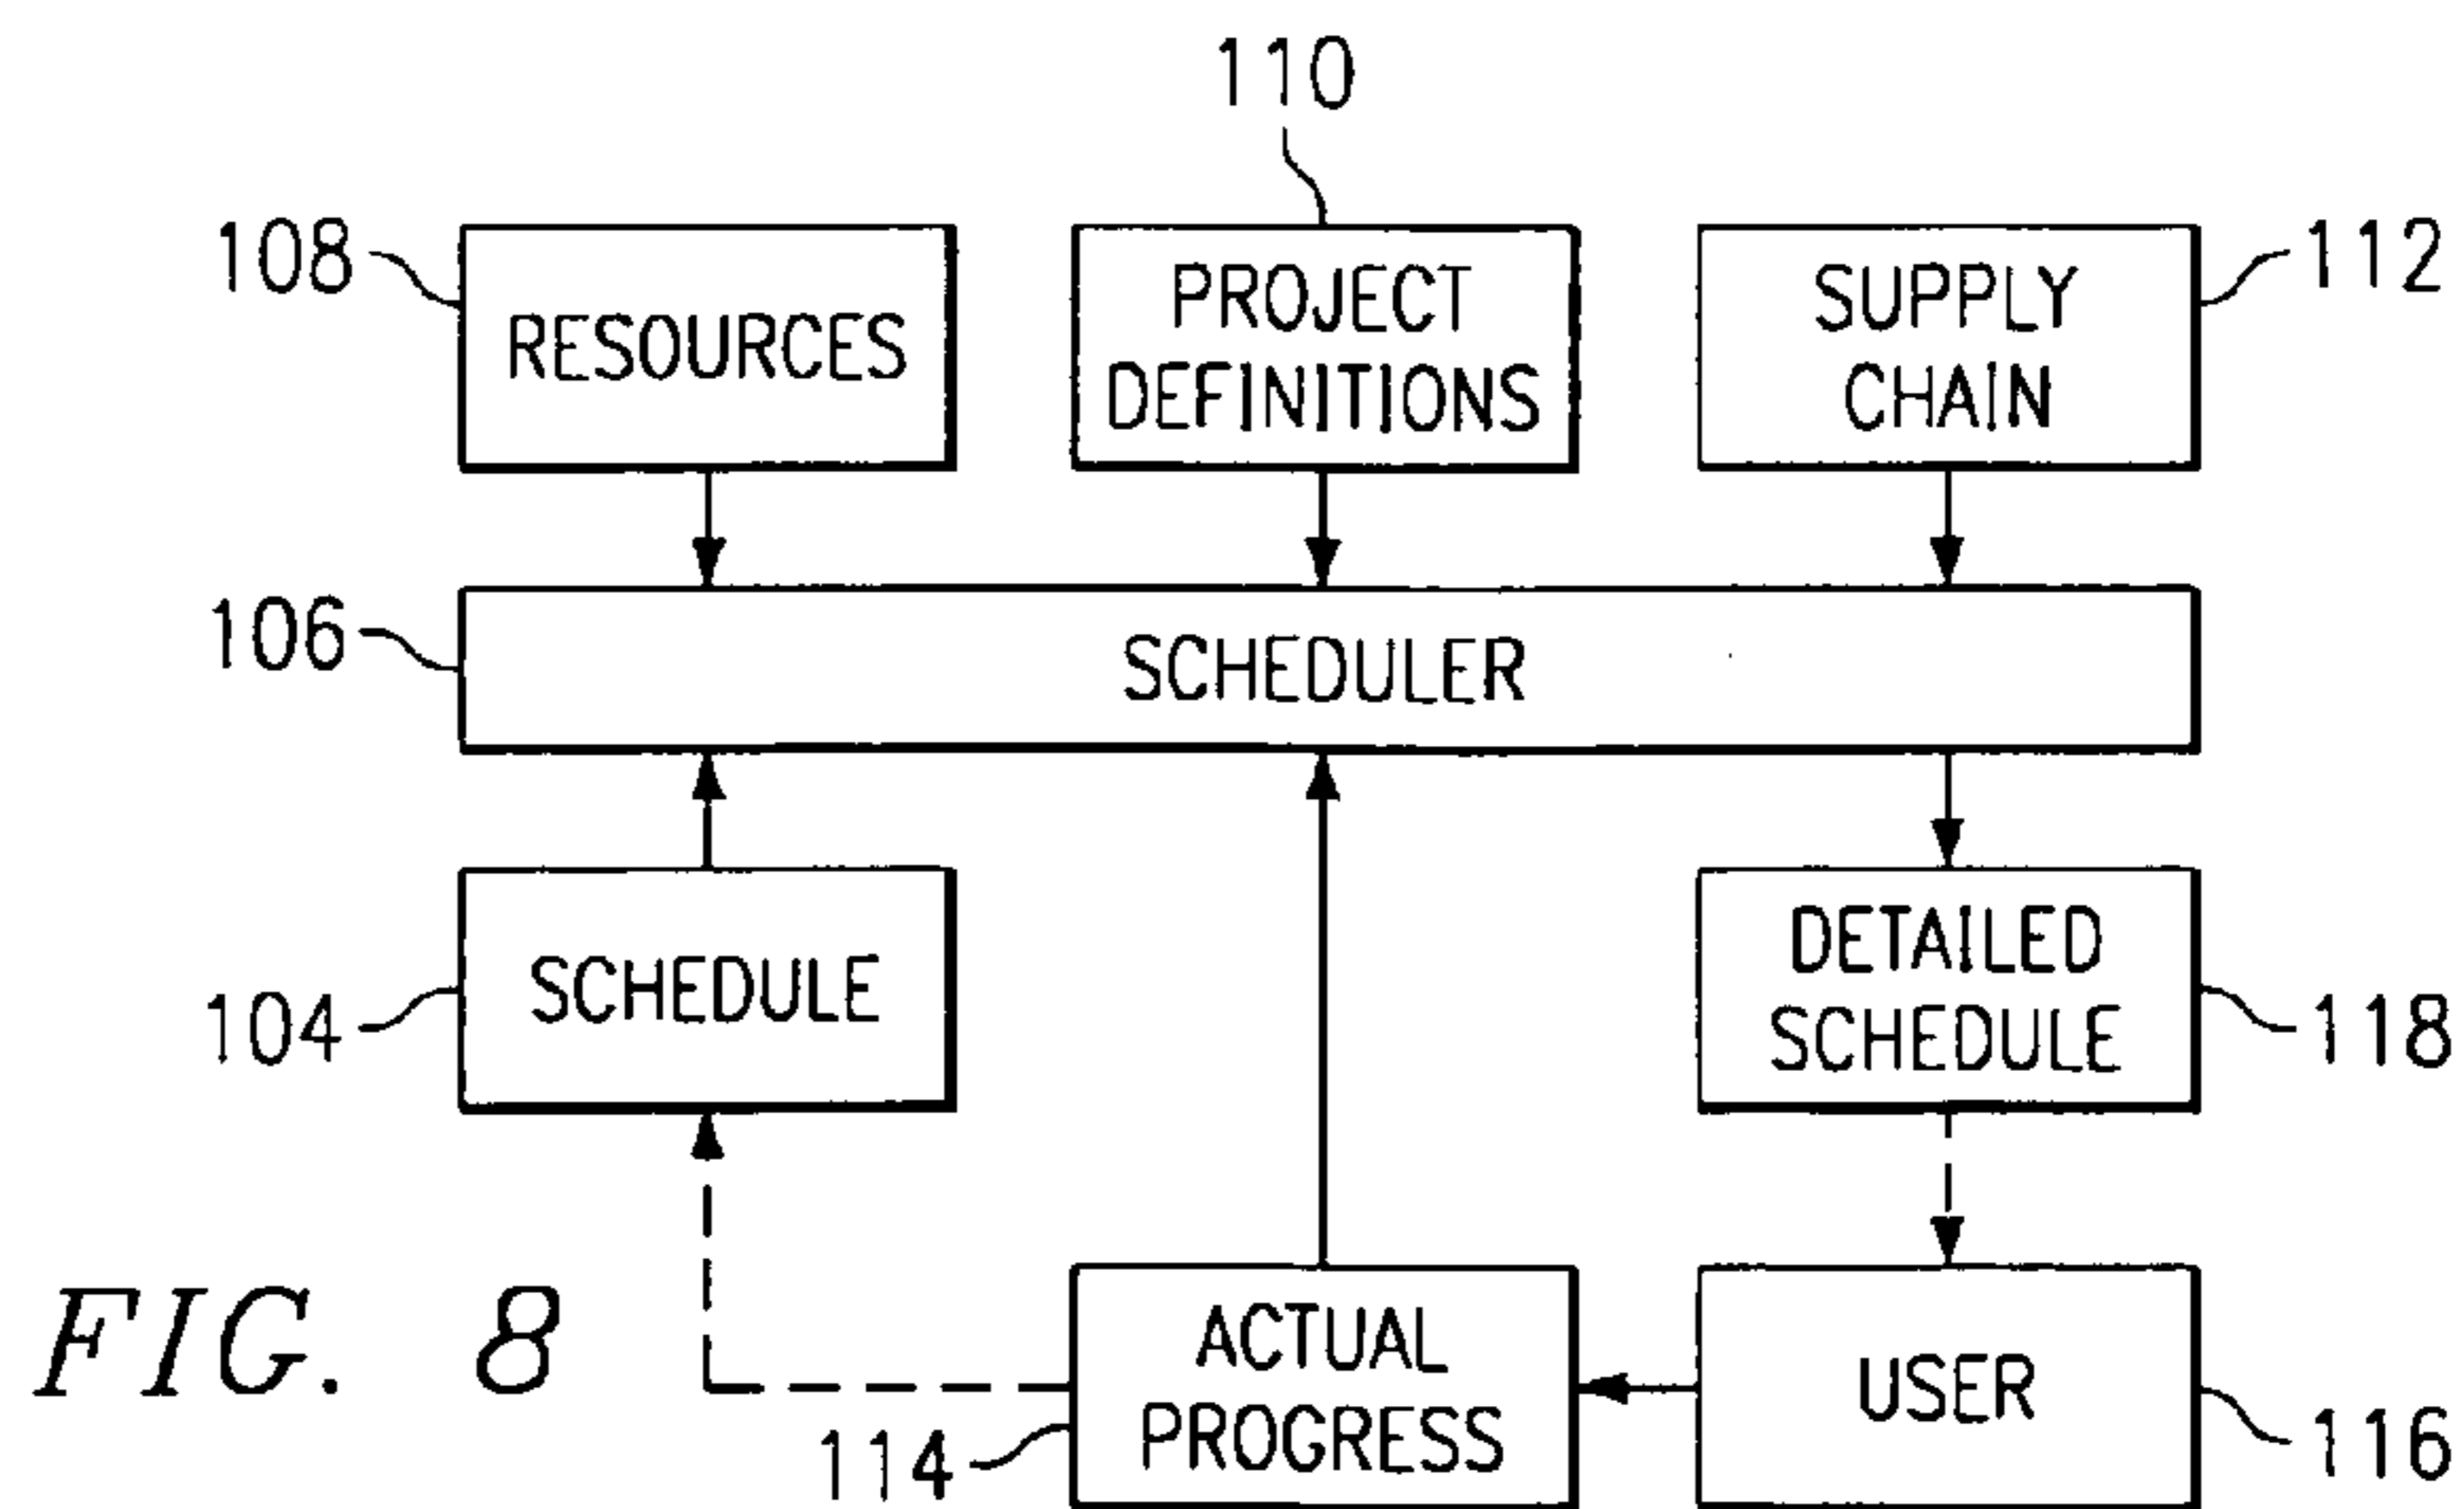 110
108
RESOURCES
PROJECT
DEFINITIONS
SUPPLY
CHAIN
112
106
SCHEDULER
104
SCHEDULE
DETAILED
SCHEDULE
118
FIG. 8
114
ACTUAL
PROGRESS
USER
116